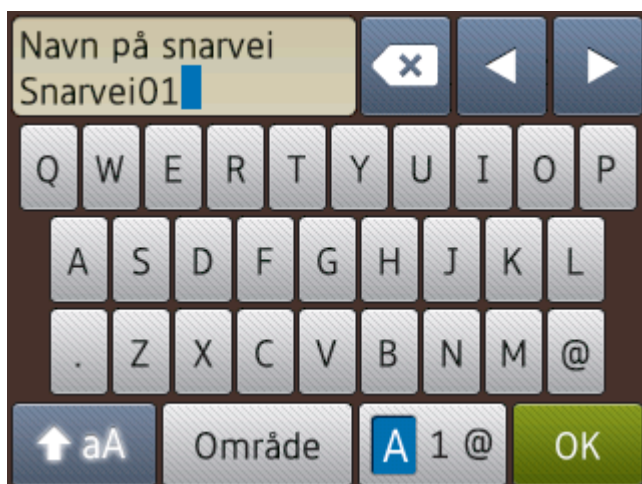 Navn på snarvei
Snarvei01
Q W E R T Y U I O P
A S D F G H J K L
. Z X C V B N M @
aA Område A 1 @ OK